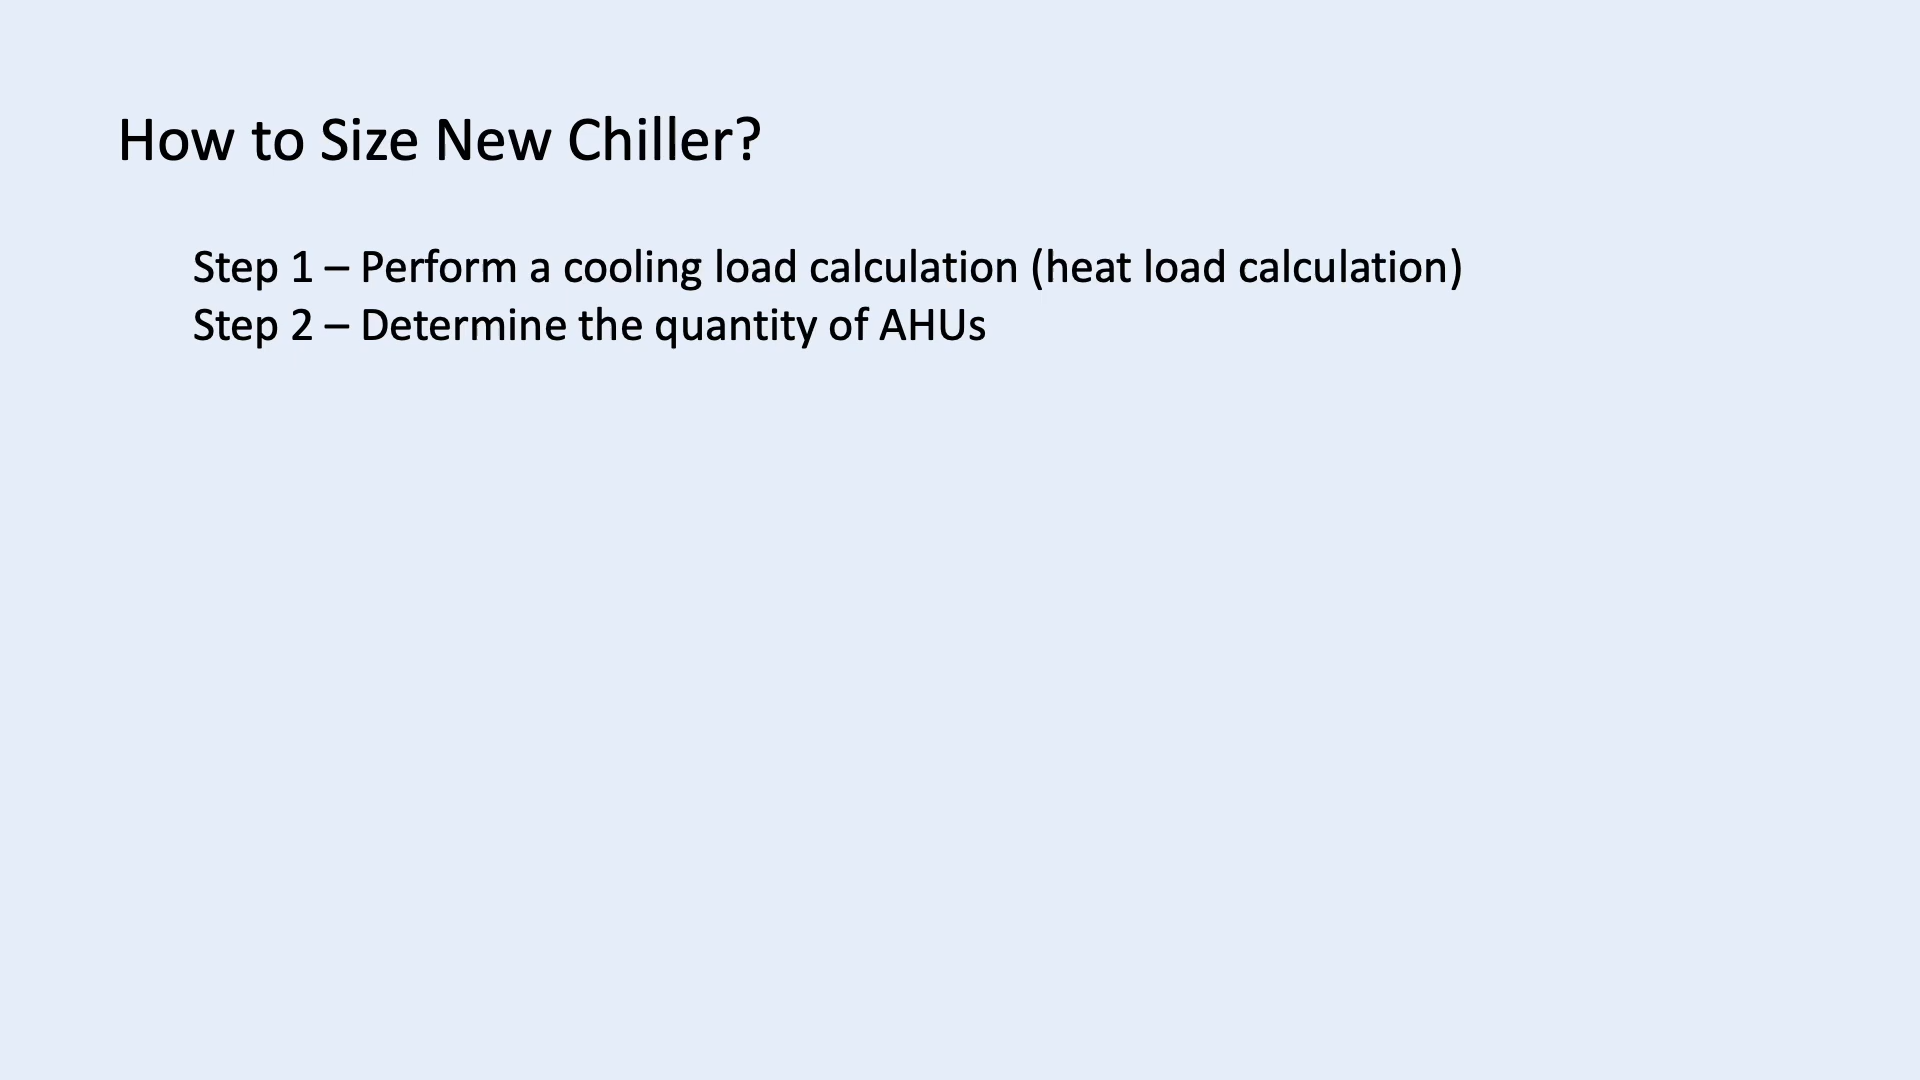 How to Size New Chiller?
Step 1 – Perform a cooling load calculation (heat load calculation)
Step 2 – Determine the quantity of AHUs